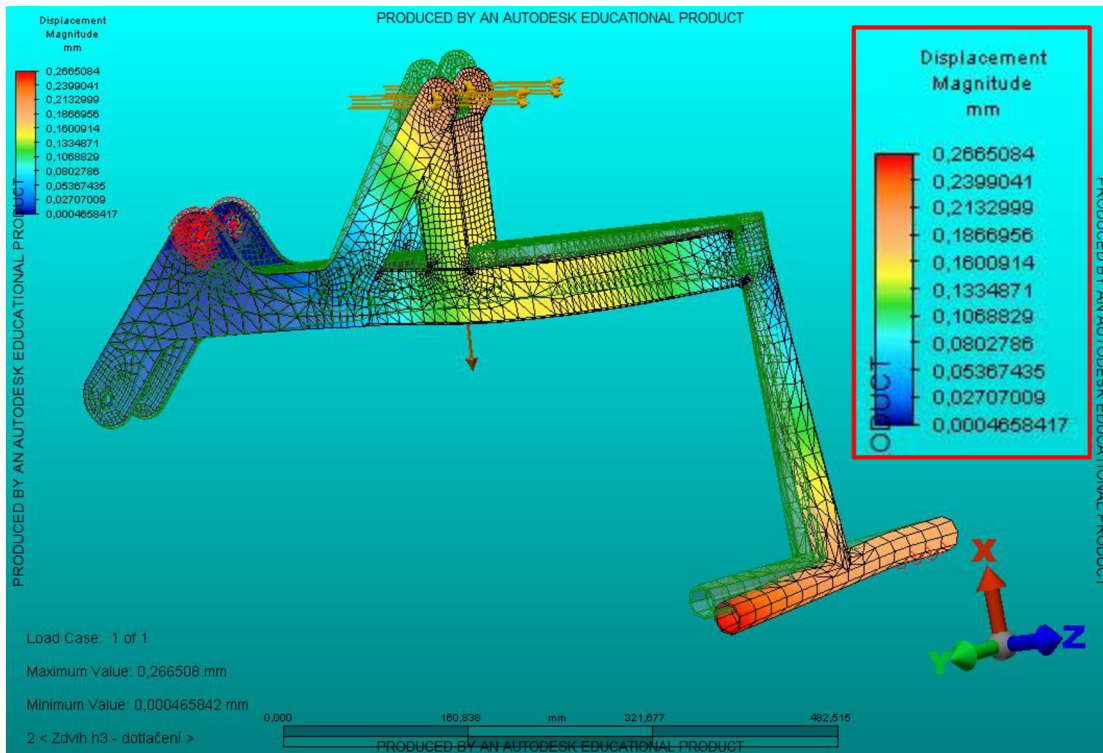 PRODUCED BY AN AUTODESK EDUCATIONAL PRODUCT
Displacement
Magnitude
mm
0,2665084
0,2399041
0,2132999
0,1866956
0,1600914
0,1334871
0,1068829
0,0802786
0,05367435
0,02707009
0,0004658417
Displacement
Magnitude
mm
0,2665084
0,2399041
0,2132999
0,1866956
0,1600914
0,1334871
0,1068829
0,0802786
0,05367435
0,02707009
0,0004658417
ODUCT
PRODUCED BY AN AUTODESK EDUCATIONAL PRODUCT
PRODUCED BY AN AUTODESK EDUCATIONAL PRODUCT
X
Y
Z
Load Case: 1 of 1
Maximum Value: 0,266508 mm
Minimum Value: 0,000465842 mm
2 < Zdvih h3 - dotlačení >
0,000 160,838 mm 321,677 482,515
PRODUCED BY AN AUTODESK EDUCATIONAL PRODUCT